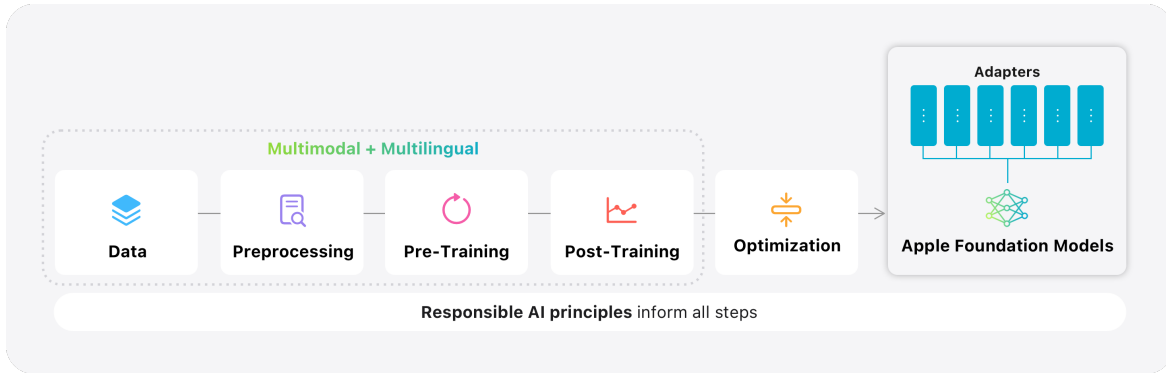 Adapters
Multimodal + Multilingual
Data
Preprocessing
Pre-Training
Post-Training
Optimization
Apple Foundation Models
Responsible AI principles inform all steps